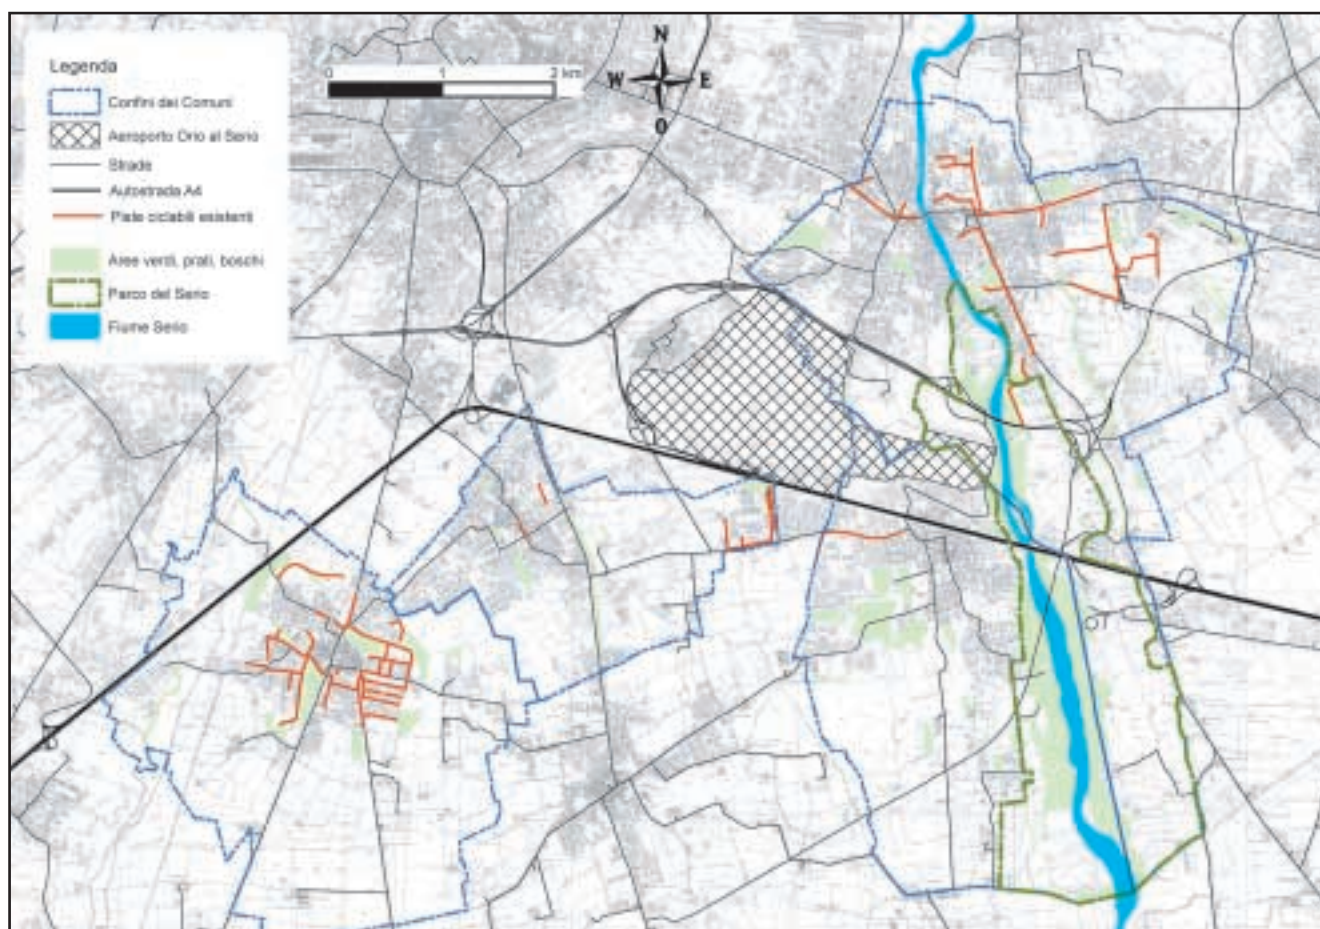 Legenda
Confini dei Comuni
Aeroporto Orio al Serio
Strade
Autostrada A4
Piste ciclabili esistenti
Aree verdi, prati, boschi
Parco del Serio
Fiume Serio
0 1 2 km
N
W E
O